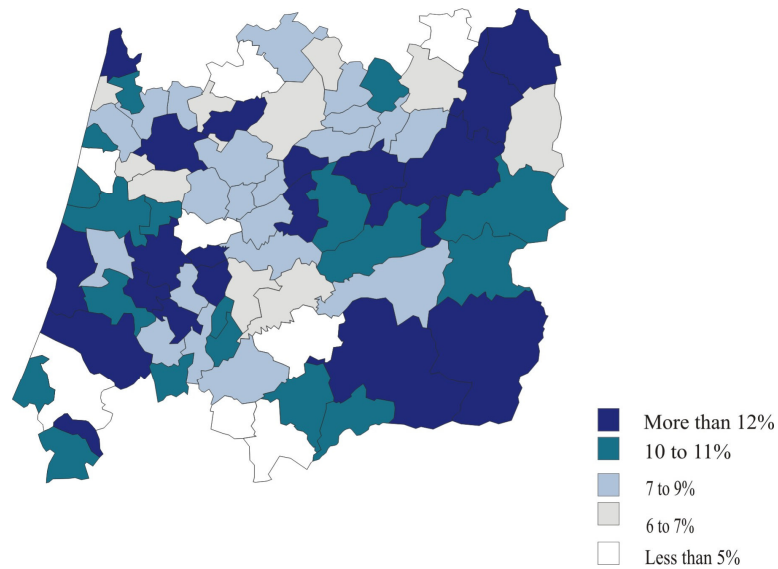 More than 12%
10 to 11%
7 to 9%
6 to 7%
Less than 5%